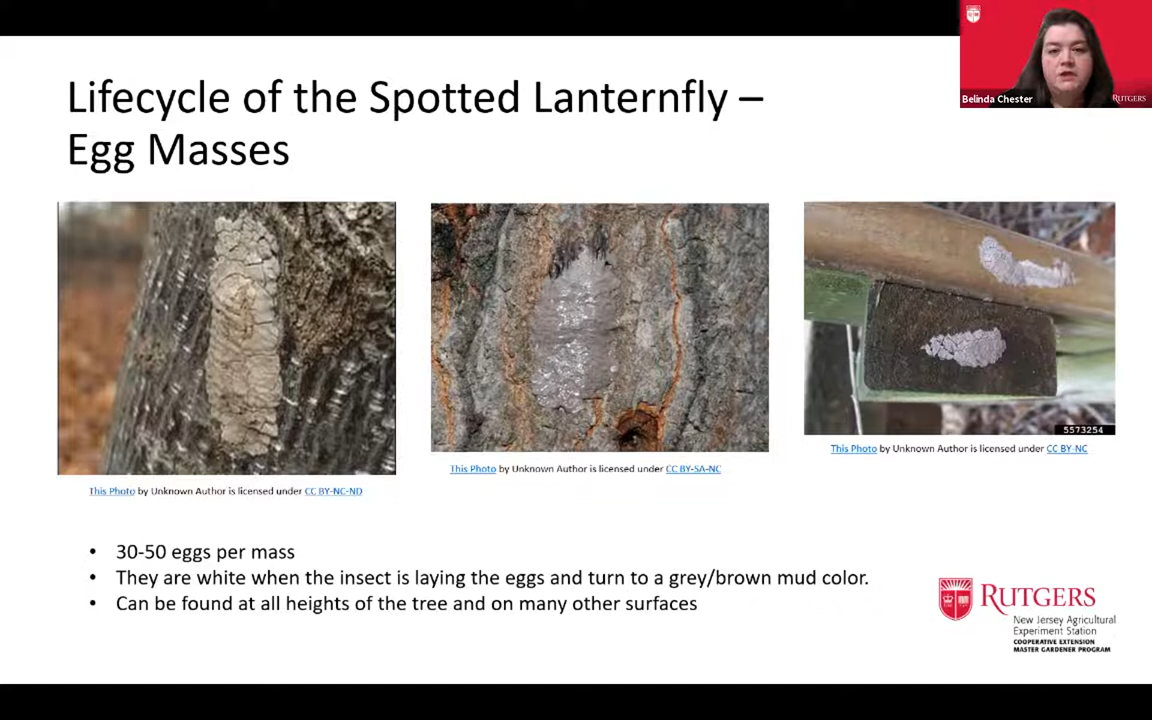 Belinda Chester
RUTGERS
Lifecycle of the Spotted Lanternfly –
Egg Masses
5573254
This Photo by Unknown Author is licensed under CC BY-NC-ND
This Photo by Unknown Author is licensed under CC BY-SA-NC
This Photo by Unknown Author is licensed under CC BY-NC
• 30-50 eggs per mass
• They are white when the insect is laying the eggs and turn to a grey/brown mud color.
• Can be found at all heights of the tree and on many other surfaces
RUTGERS
New Jersey Agricultural
Experiment Station
COOPERATIVE EXTENSION
MASTER GARDENER PROGRAM